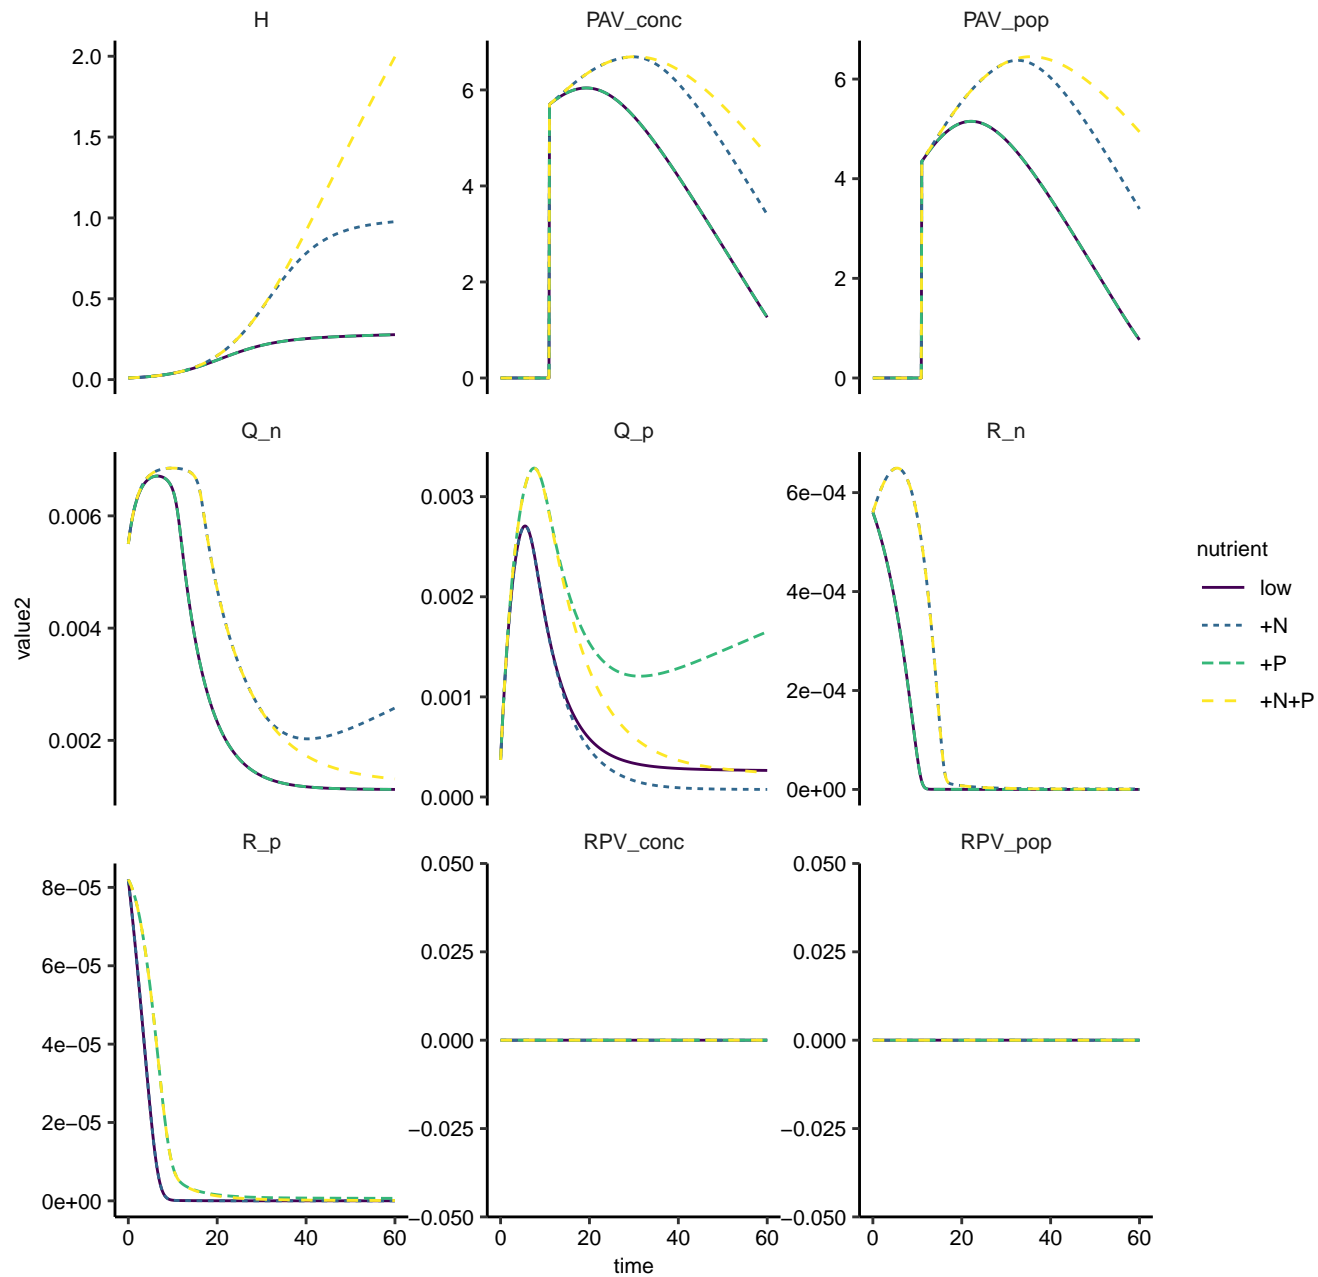 H
PAV_conc
PAV_pop
2.0
1.5
1.0
0.5
0.0
6
4
2
0
6
4
2
0
Q_n
Q_p
R_n
0.006
0.004
0.002
0.003
0.002
0.001
0.000
6e−04
4e−04
2e−04
0e+00
value2
nutrient
low
+N
+P
+N+P
R_p
RPV_conc
RPV_pop
8e−05
6e−05
4e−05
2e−05
0e+00
0.050
0.025
0.000
−0.025
−0.050
0.050
0.025
0.000
−0.025
−0.050
0 20 40 60
0 20 40 60
0 20 40 60
time